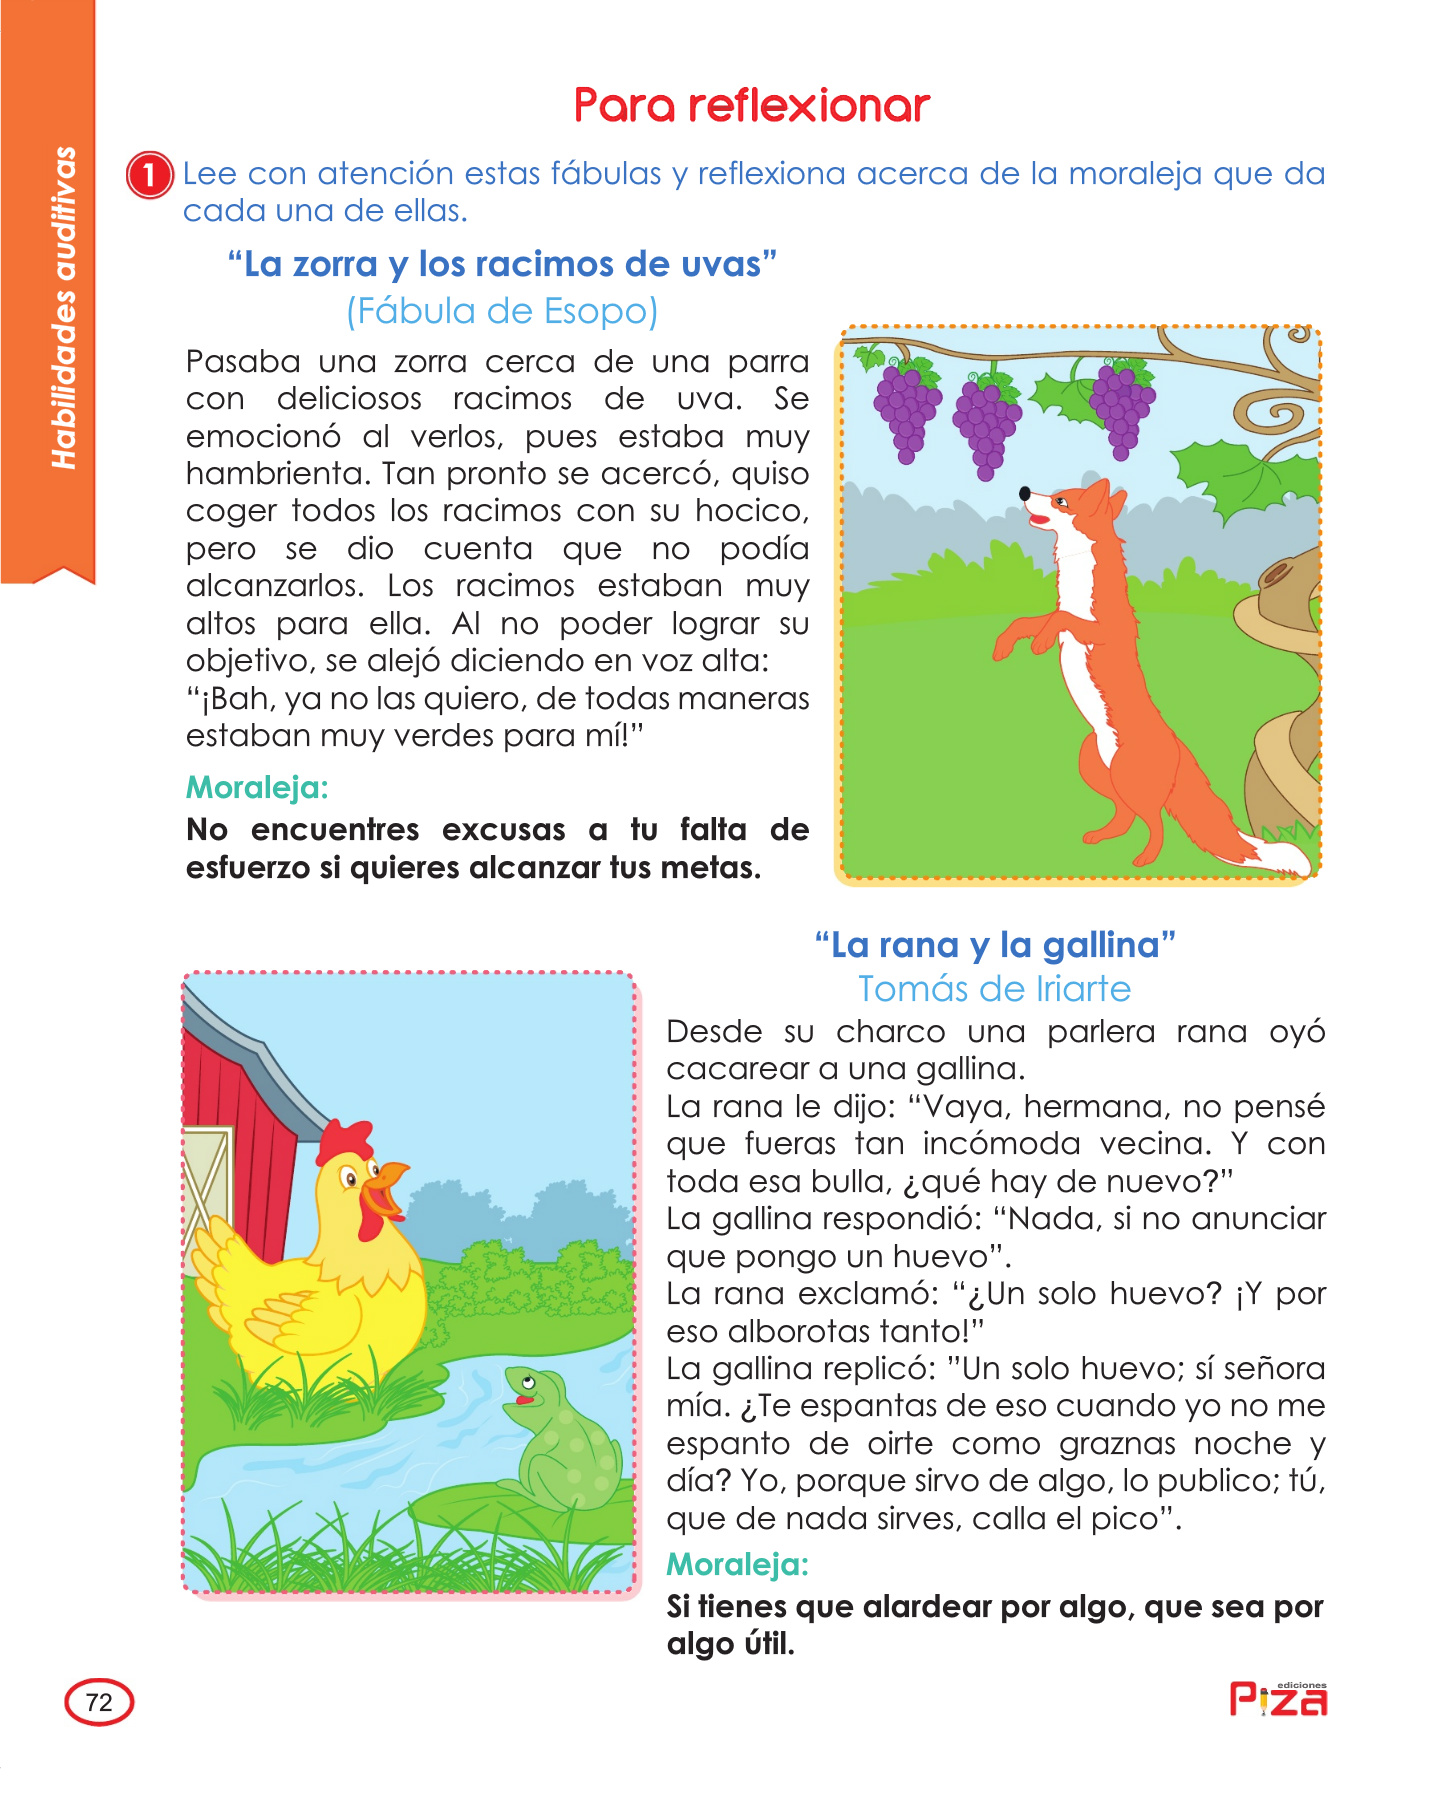 Habilidades auditivas
Para reflexionar
1 Lee con atención estas fábulas y reflexiona acerca de la moraleja que da
cada una de ellas.
“La zorra y los racimos de uvas”
(Fábula de Esopo)
Pasaba una zorra cerca de una parra
con deliciosos racimos de uva. Se
emocionó al verlos, pues estaba muy
hambrienta. Tan pronto se acercó, quiso
coger todos los racimos con su hocico,
pero se dio cuenta que no podía
alcanzarlos. Los racimos estaban muy
altos para ella. Al no poder lograr su
objetivo, se alejó diciendo en voz alta:
“¡Bah, ya no las quiero, de todas maneras
estaban muy verdes para mí!”
Moraleja:
No encuentres excusas a tu falta de
esfuerzo si quieres alcanzar tus metas.
“La rana y la gallina”
Tomás de Iriarte
Desde su charco una parlera rana oyó
cacarear a una gallina.
La rana le dijo: “Vaya, hermana, no pensé
que fueras tan incómoda vecina. Y con
toda esa bulla, ¿qué hay de nuevo?”
La gallina respondió: “Nada, si no anunciar
que pongo un huevo”.
La rana exclamó: “¿Un solo huevo? ¡Y por
eso alborotas tanto!”
La gallina replicó: ”Un solo huevo; sí señora
mía. ¿Te espantas de eso cuando yo no me
espanto de oirte como graznas noche y
día? Yo, porque sirvo de algo, lo publico; tú,
que de nada sirves, calla el pico”.
Moraleja:
Si tienes que alardear por algo, que sea por
algo útil.
72
ediciones
Piza